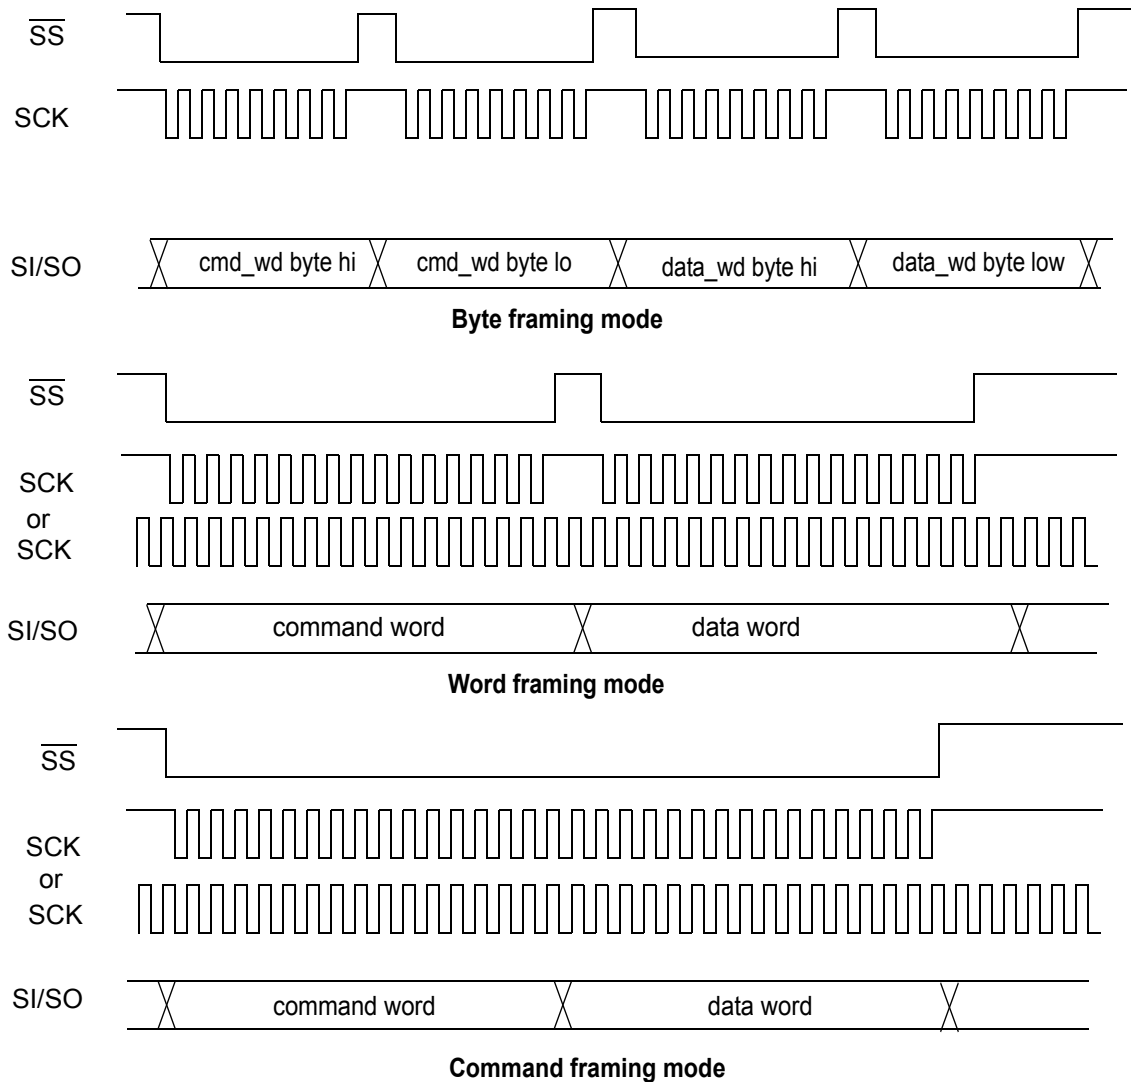 SS
SCK
SI/SO
cmd_wd byte hi
cmd_wd byte lo
data_wd byte hi
data_wd byte low
Byte framing mode
SS
SCK
or
SCK
SI/SO
command word
data word
Word framing mode
SS
SCK
or
SCK
SI/SO
command word
data word
Command framing mode